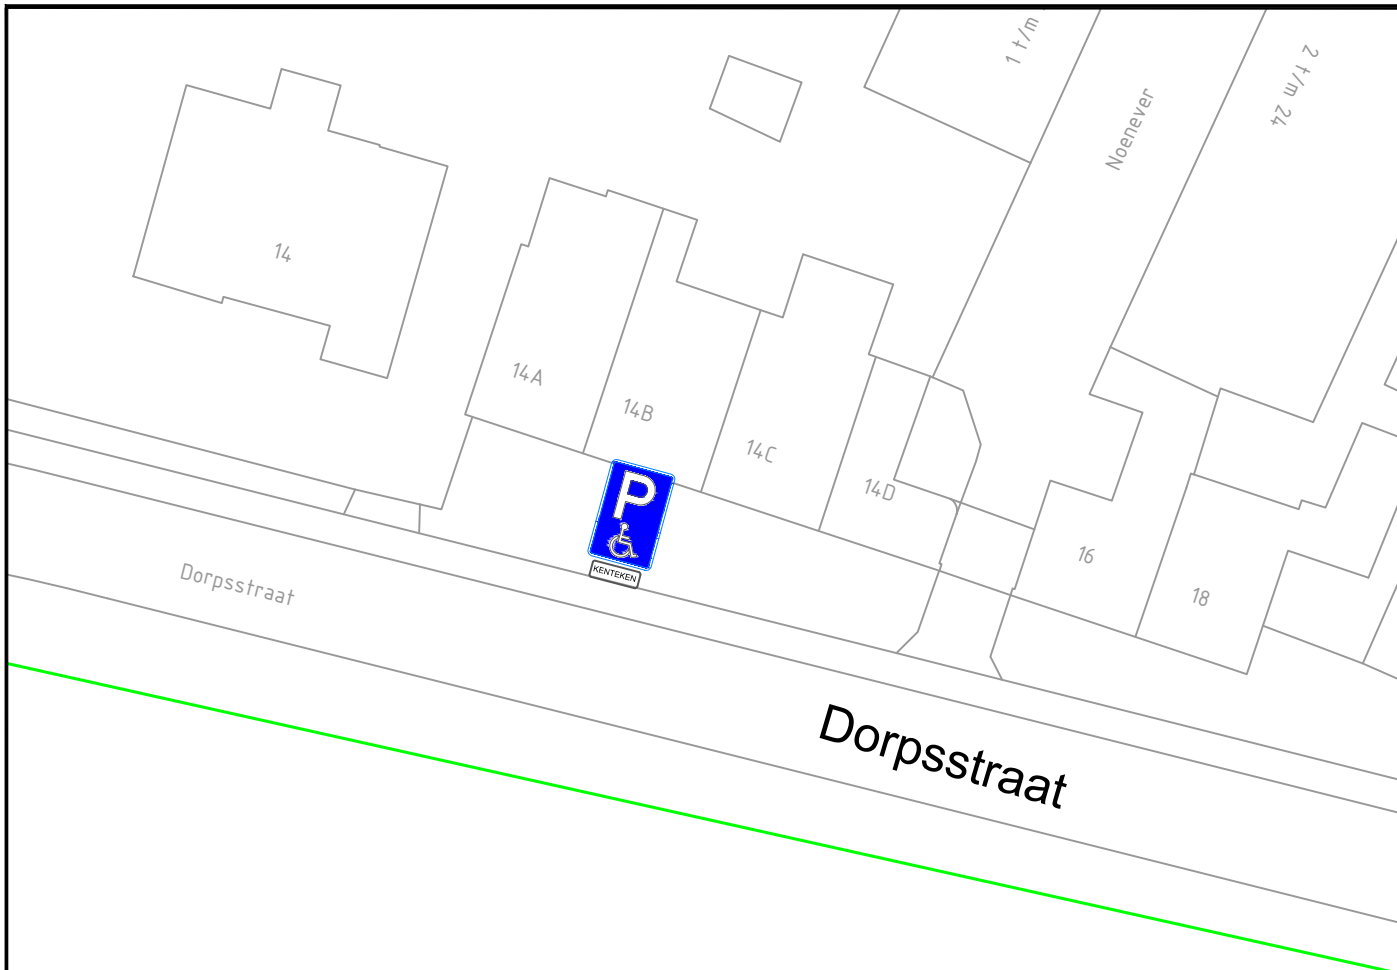 1 t/m
2 t/m 24
Noenever
14
14A
14B
14C
14D
16
18
P
KENTEKEN
Dorpsstraat
Dorpsstraat